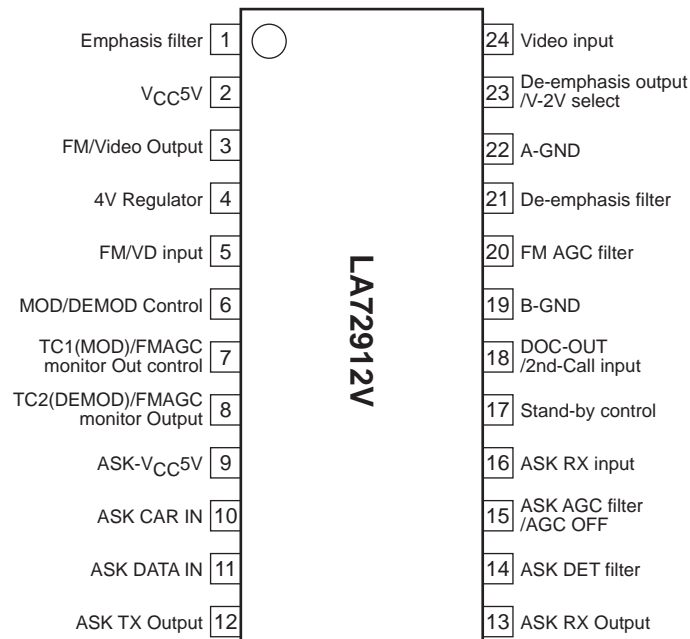 Emphasis filter 1
VCC5V 2
FM/Video Output 3
4V Regulator 4
FM/VD input 5
MOD/DEMOD Control 6
TC1(MOD)/FMAGC
monitor Out control 7
TC2(DEMOD)/FMAGC
monitor Output 8
ASK-VCC5V 9
ASK CAR IN 10
ASK DATA IN 11
ASK TX Output 12
LA72912V
24 Video input
23 De-emphasis output
/V-2V select
22 A-GND
21 De-emphasis filter
20 FM AGC filter
19 B-GND
18 DOC-OUT
/2nd-Call input
17 Stand-by control
16 ASK RX input
15 ASK AGC filter
/AGC OFF
14 ASK DET filter
13 ASK RX Output